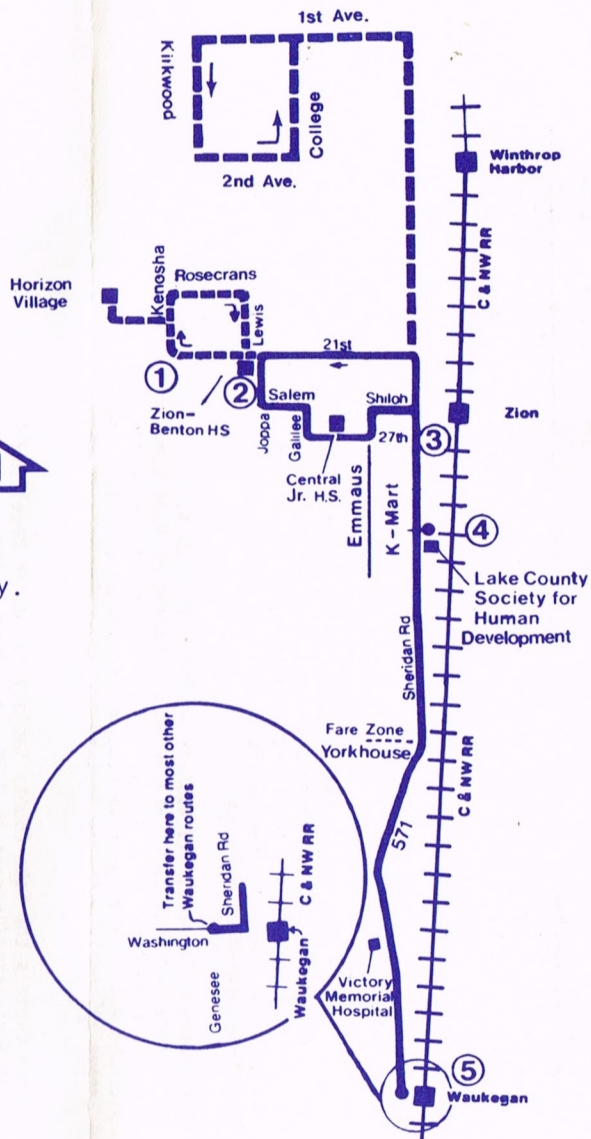 1st Ave.
Kirkwood
College
2nd Ave.
Winthrop
Harbor
C & NW RR
Horizon
Village
Kenosha
Rosecrans
Lewis
21st
1
2
Zion-
Benton HS
Joppa
Salem
Galilee
Shiloh
27th
3
Zion
Central
Jr. H.S.
Emmaus
K-Mart
4
Lake County
Society for
Human
Development
y.
Sheridan Rd
Fare Zone
Yorkhouse
C & NW RR
571
Transfer here to most other
Waukegan routes
Sheridan Rd
C & NW RR
Washington
Genesee
Waukegan
Victory
Memorial
Hospital
5
Waukegan